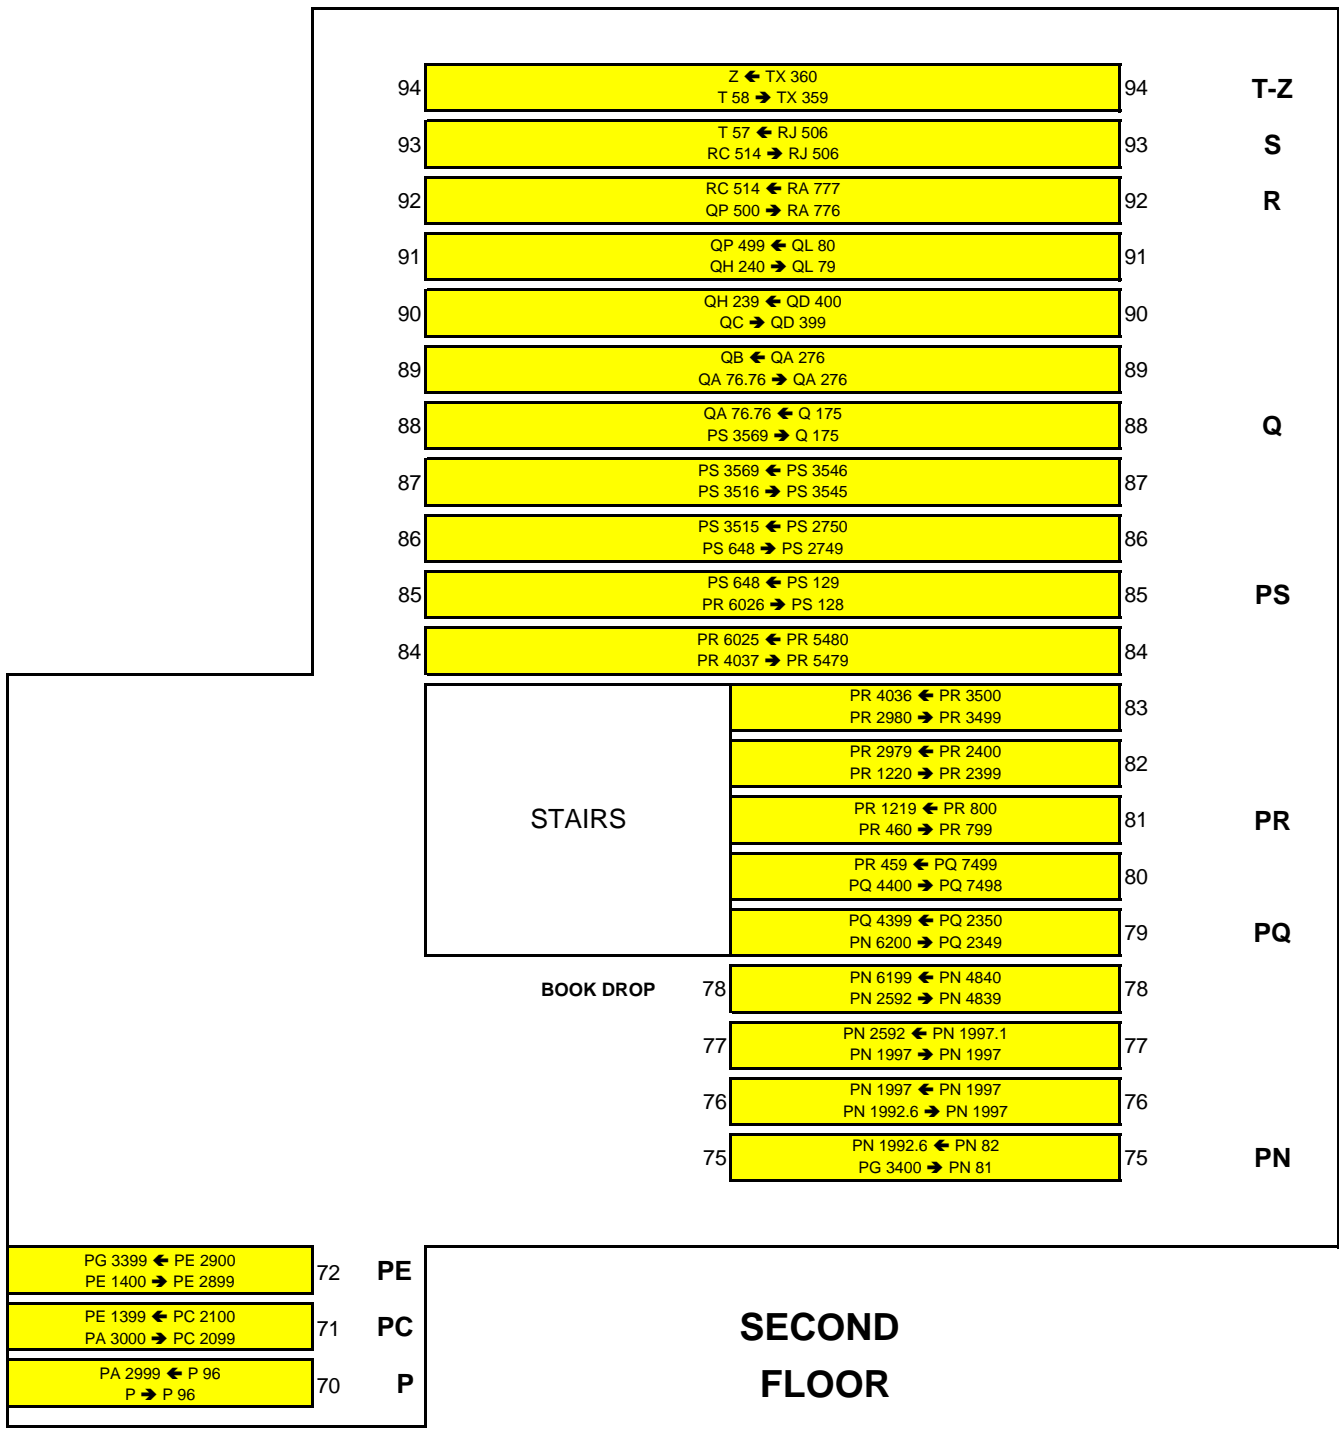 94 Z 🡸 TX 360 94 T-Z
T 58 🡺 TX 359
93 T 57 🡸 RJ 506 93 S
RC 514 🡺 RJ 506
92 RC 514 🡸 RA 777 92 R
QP 500 🡺 RA 776
91 QP 499 🡸 QL 80 91
QH 240 🡺 QL 79
90 QH 239 🡸 QD 400 90
QC 🡺 QD 399
89 QB 🡸 QA 276 89
QA 76.76 🡺 QA 276
88 QA 76.76 🡸 Q 175 88 Q
PS 3569 🡺 Q 175
87 PS 3569 🡸 PS 3546 87
PS 3516 🡺 PS 3545
86 PS 3515 🡸 PS 2750 86
PS 648 🡺 PS 2749
85 PS 648 🡸 PS 129 85 PS
PR 6026 🡺 PS 128
84 PR 6025 🡸 PR 5480 84
PR 4037 🡺 PR 5479
PR 4036 🡸 PR 3500 83
PR 2980 🡺 PR 3499
PR 2979 🡸 PR 2400 82
PR 1220 🡺 PR 2399
STAIRS PR 1219 🡸 PR 800 81 PR
PR 460 🡺 PR 799
PR 459 🡸 PQ 7499 80
PQ 4400 🡺 PQ 7498
PQ 4399 🡸 PQ 2350 79 PQ
PN 6200 🡺 PQ 2349
BOOK DROP 78 PN 6199 🡸 PN 4840 78
PN 2592 🡺 PN 4839
77 PN 2592 🡸 PN 1997.1 77
PN 1997 🡺 PN 1997
76 PN 1997 🡸 PN 1997 76
PN 1992.6 🡺 PN 1997
75 PN 1992.6 🡸 PN 82 75 PN
PG 3400 🡺 PN 81
PG 3399 🡸 PE 2900 72 PE
PE 1400 🡺 PE 2899
PE 1399 🡸 PC 2100 71 PC
PA 3000 🡺 PC 2099
PA 2999 🡸 P 96 70 P
P 🡺 P 96
SECOND
FLOOR